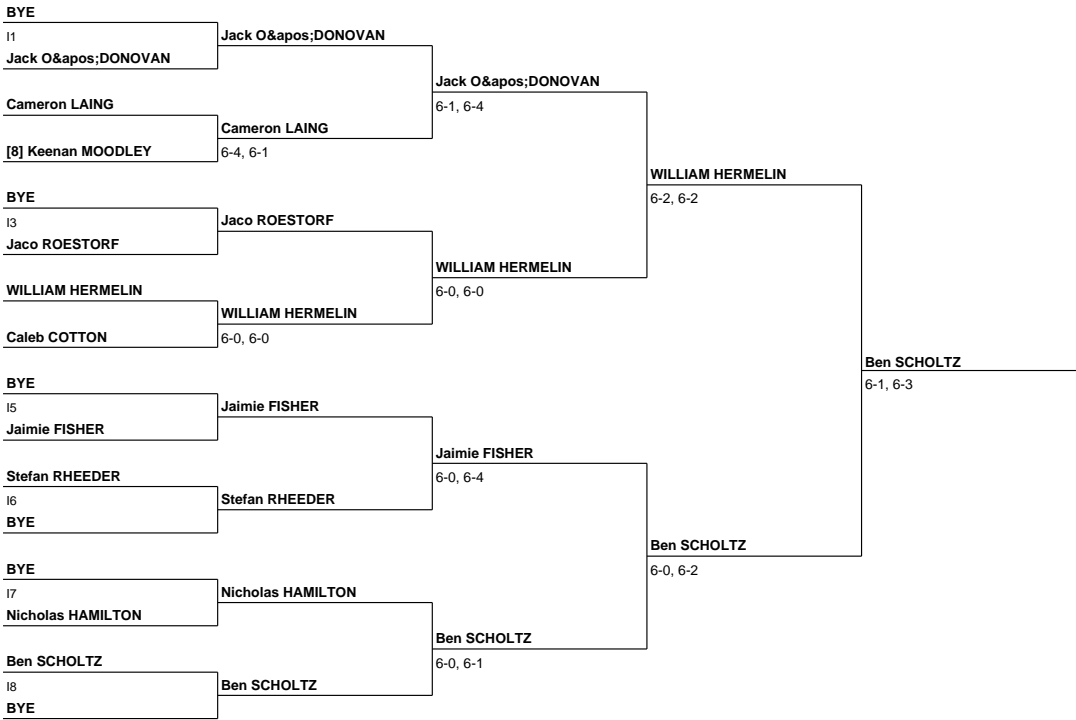 BYE
I1
Jack O&apos;DONOVAN
Cameron LAING
[8] Keenan MOODLEY
BYE
I3
Jaco ROESTORF
WILLIAM HERMELIN
Caleb COTTON
BYE
I5
Jaimie FISHER
Stefan RHEEDER
I6
BYE
BYE
I7
Nicholas HAMILTON
Ben SCHOLTZ
I8
BYE
Jack O&apos;DONOVAN
Cameron LAING
6-4, 6-1
Jaco ROESTORF
WILLIAM HERMELIN
6-0, 6-0
Jaimie FISHER
Stefan RHEEDER
Nicholas HAMILTON
Ben SCHOLTZ
Jack O&apos;DONOVAN
6-1, 6-4
WILLIAM HERMELIN
6-0, 6-0
Jaimie FISHER
6-0, 6-4
Ben SCHOLTZ
6-0, 6-1
WILLIAM HERMELIN
6-2, 6-2
Ben SCHOLTZ
6-0, 6-2
Ben SCHOLTZ
6-1, 6-3